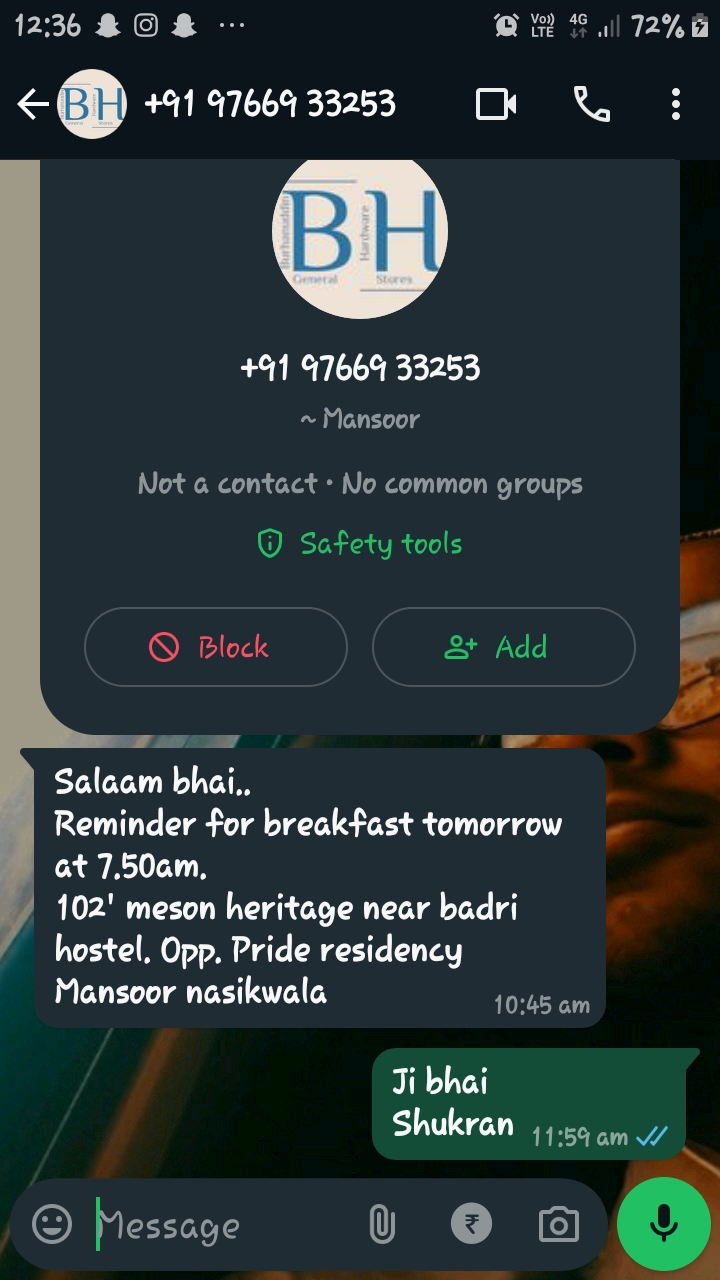 12:36
Vo)) 4G 72%
LTE
+91 97669 33253
BH
Burhanuddin Hardware
General Stores
+91 97669 33253
~ Mansoor
Not a contact • No common groups
Safety tools
Block Add
Salaam bhai..
Reminder for breakfast tomorrow
at 7.50am.
102' meson heritage near badri
hostel. Opp. Pride residency
Mansoor nasikwala
10:45 am
Ji bhai
Shukran 11:59 am
Message